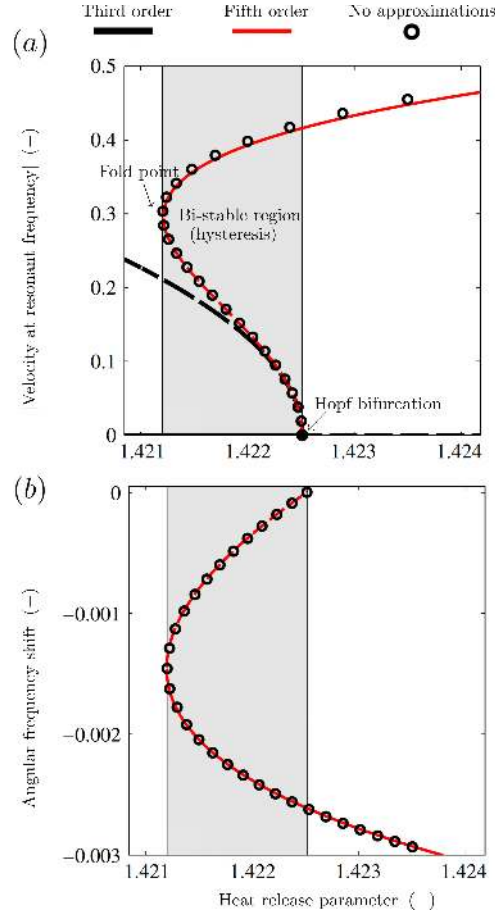 Third order Fifth order No approximations
(a)
0.5
0.4
0.3
0.2
0.1
0
Velocity at resonant frequency| (−)
Fold point
Bi-stable region
(hysteresis)
Hopf bifurcation
1.421 1.422 1.423 1.424
(b)
0
−0.001
−0.002
−0.003
Angular frequency shift (−)
1.421 1.422 1.423 1.424
Heat release parameter ( )